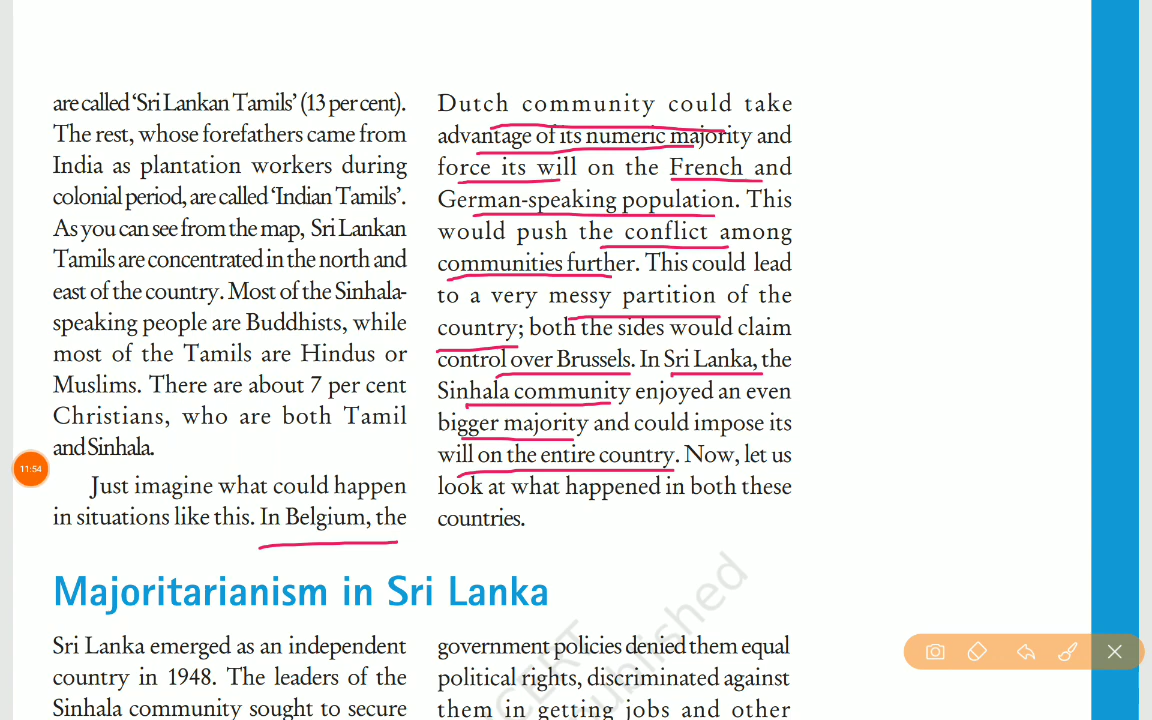 are called ‘Sri Lankan Tamils’ (13 per cent).
The rest, whose forefathers came from
India as plantation workers during
colonial period, are called ‘Indian Tamils’.
As you can see from the map, Sri Lankan
Tamils are concentrated in the north and
east of the country. Most of the Sinhala-
speaking people are Buddhists, while
most of the Tamils are Hindus or
Muslims. There are about 7 per cent
Christians, who are both Tamil
and Sinhala.
Just imagine what could happen
in situations like this. In Belgium, the
Dutch community could take
advantage of its numeric majority and
force its will on the French and
German-speaking population. This
would push the conflict among
communities further. This could lead
to a very messy partition of the
country; both the sides would claim
control over Brussels. In Sri Lanka, the
Sinhala community enjoyed an even
bigger majority and could impose its
will on the entire country. Now, let us
look at what happened in both these
countries.
11:54
Majoritarianism in Sri Lanka
Sri Lanka emerged as an independent
country in 1948. The leaders of the
Sinhala community sought to secure
government policies denied them equal
political rights, discriminated against
them in getting jobs and other